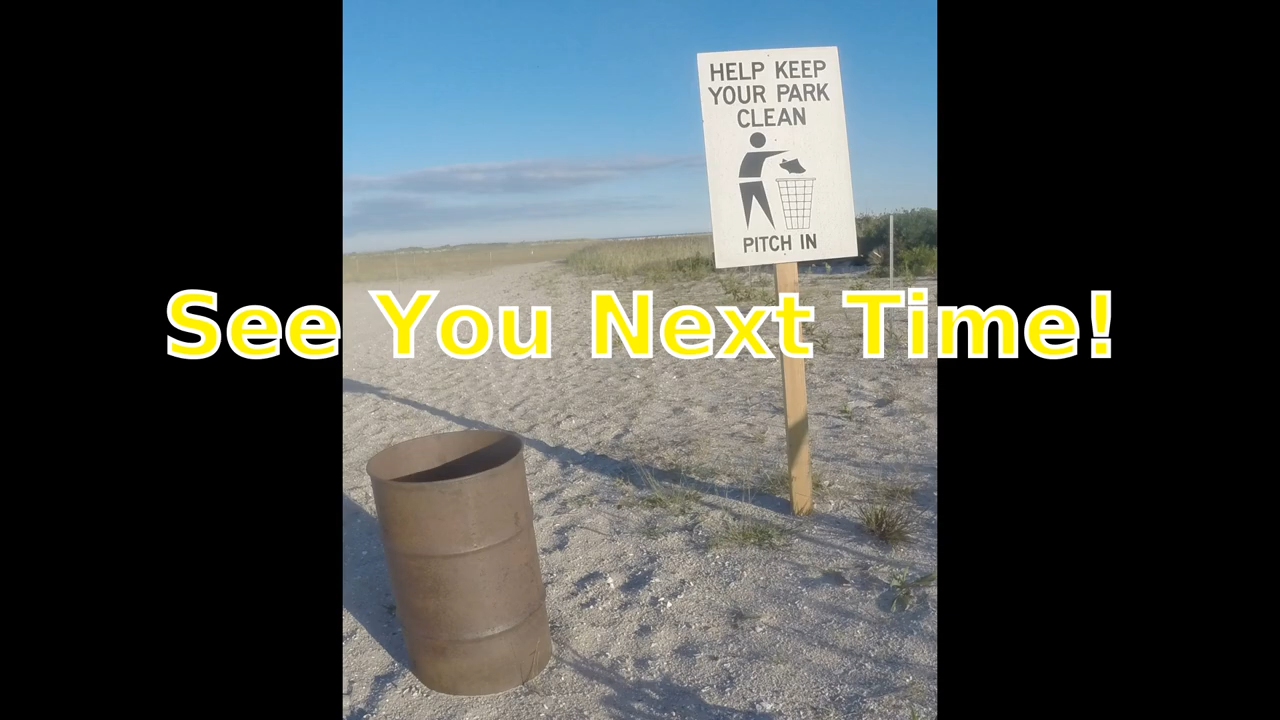 HELP KEEP
YOUR PARK
CLEAN
PITCH IN
See You Next Time!